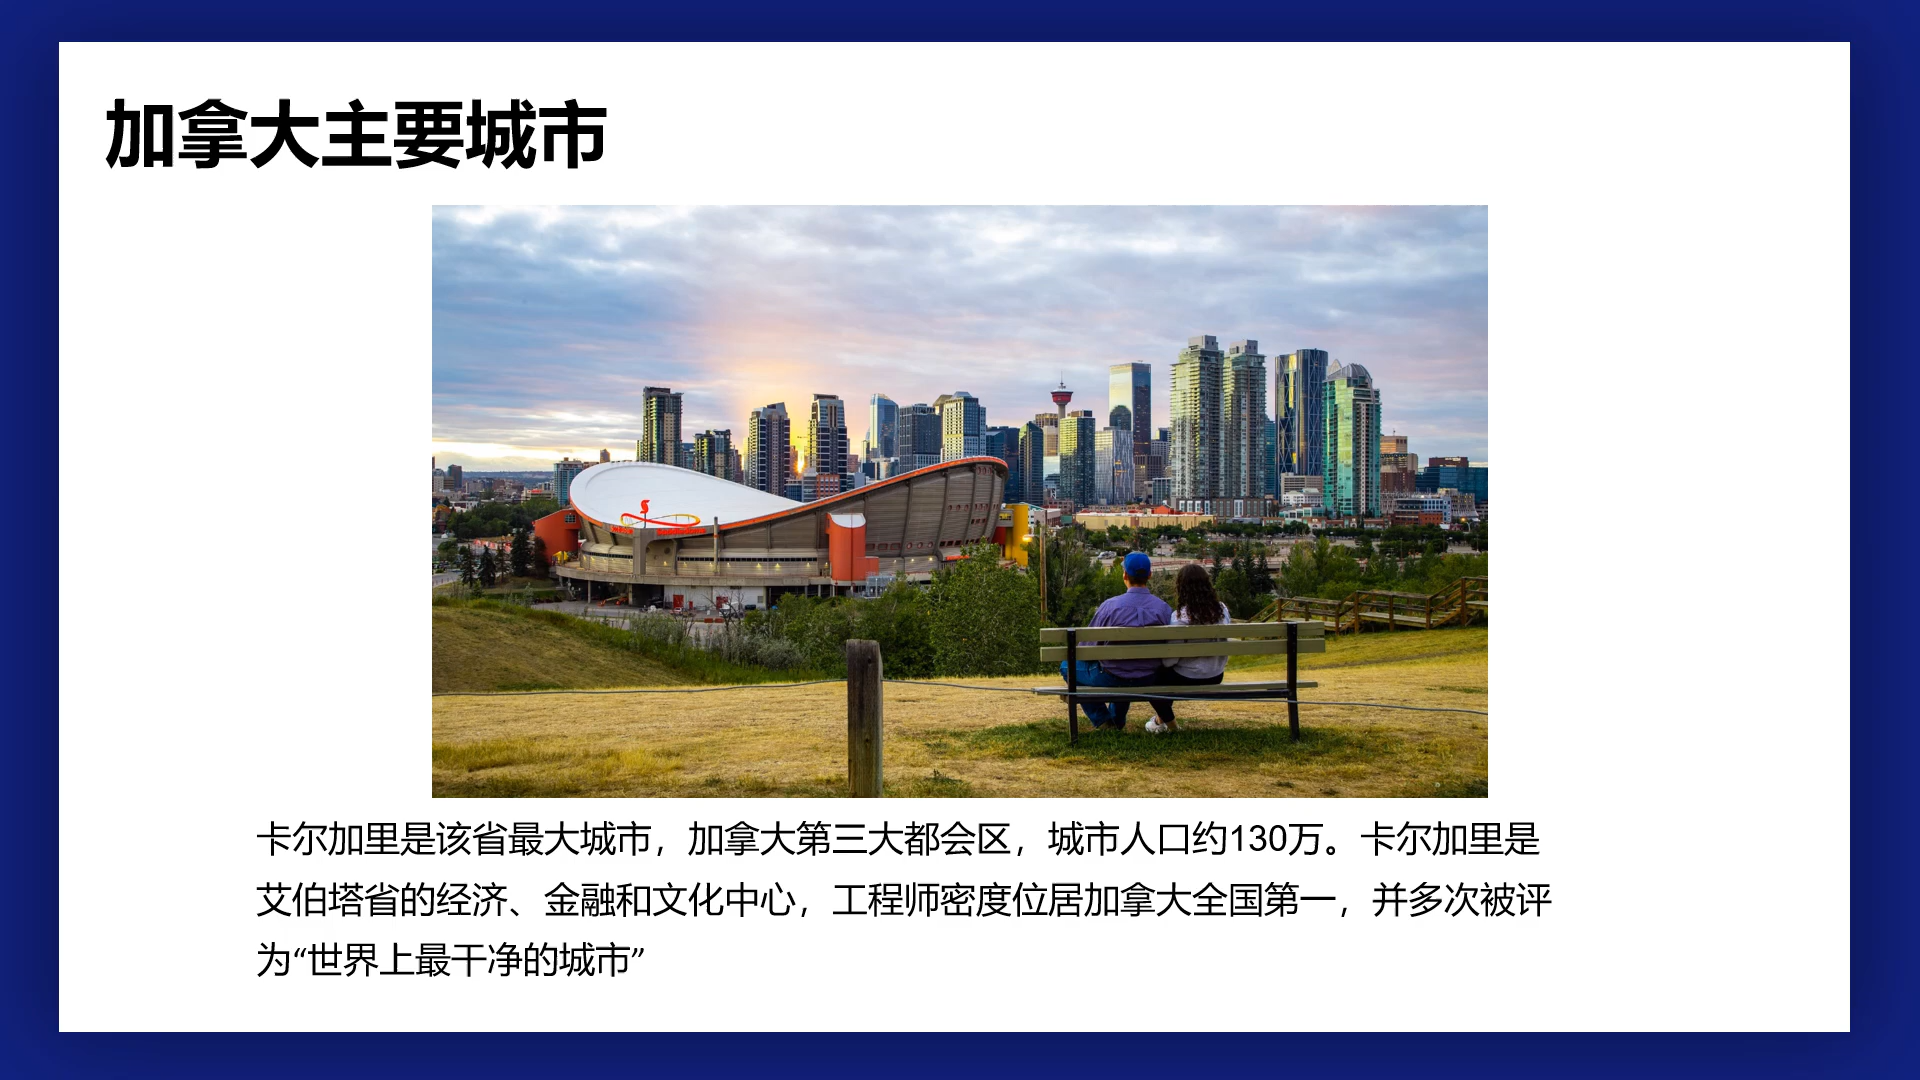 加拿大主要城市
卡尔加里是该省最大城市，加拿大第三大都会区，城市人口约130万。卡尔加里是
艾伯塔省的经济、金融和文化中心，工程师密度位居加拿大全国第一，并多次被评
为“世界上最干净的城市”